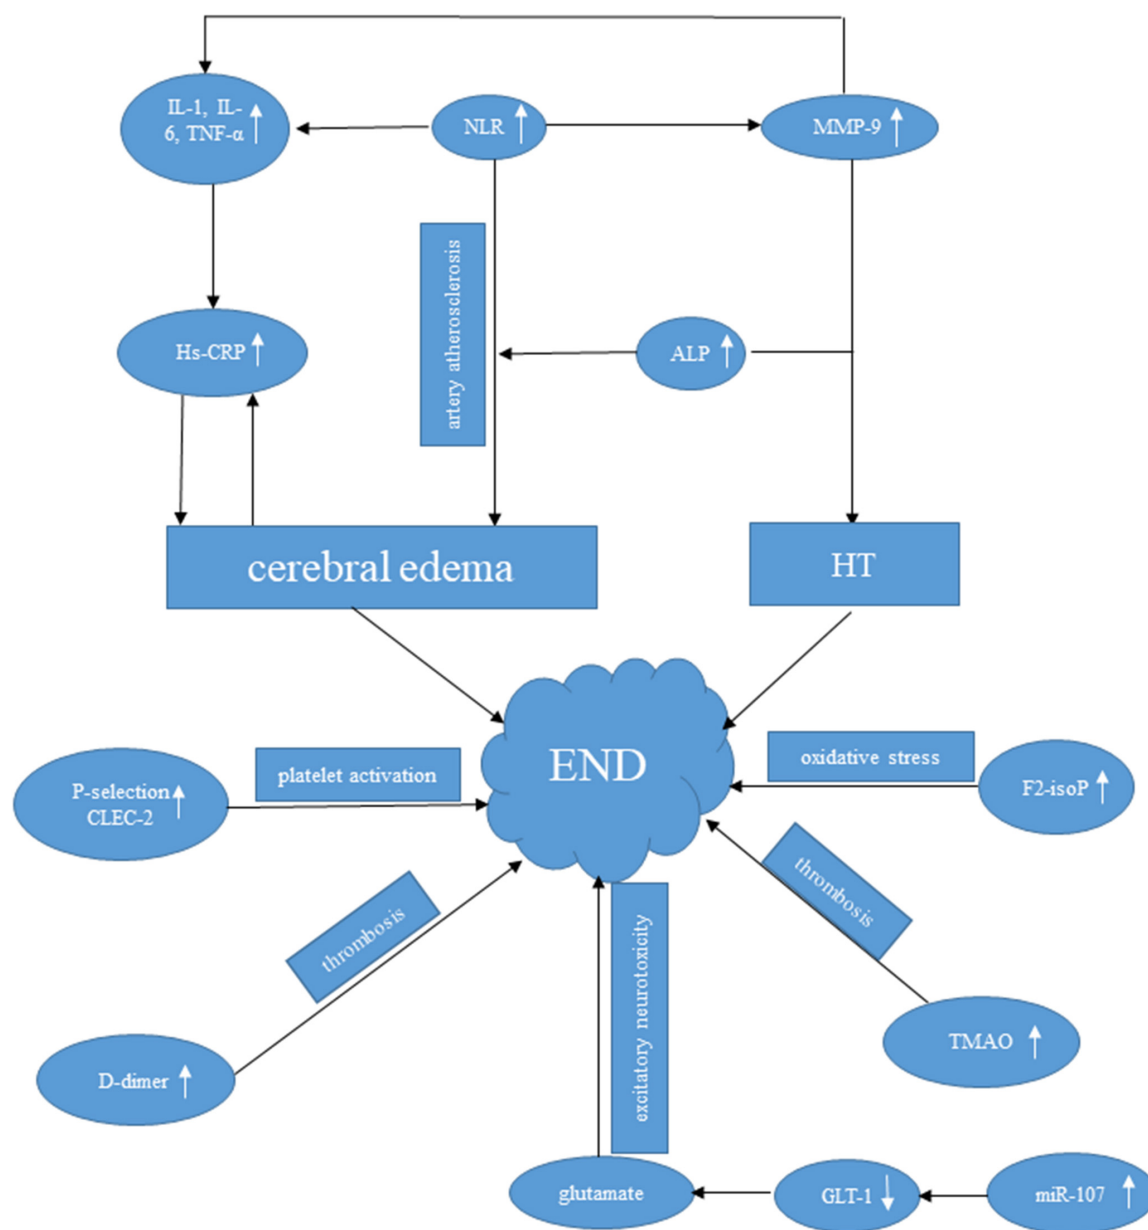 IL-1, IL-
6, TNF-α
NLR
MMP-9
artery atherosclerosis
Hs-CRP
ALP
cerebral edema
HT
END
P-selection
CLEC-2
platelet activation
oxidative stress
F2-isoP
thrombosis
thrombosis
excitatory neurotoxicity
D-dimer
TMAO
glutamate
GLT-1
miR-107